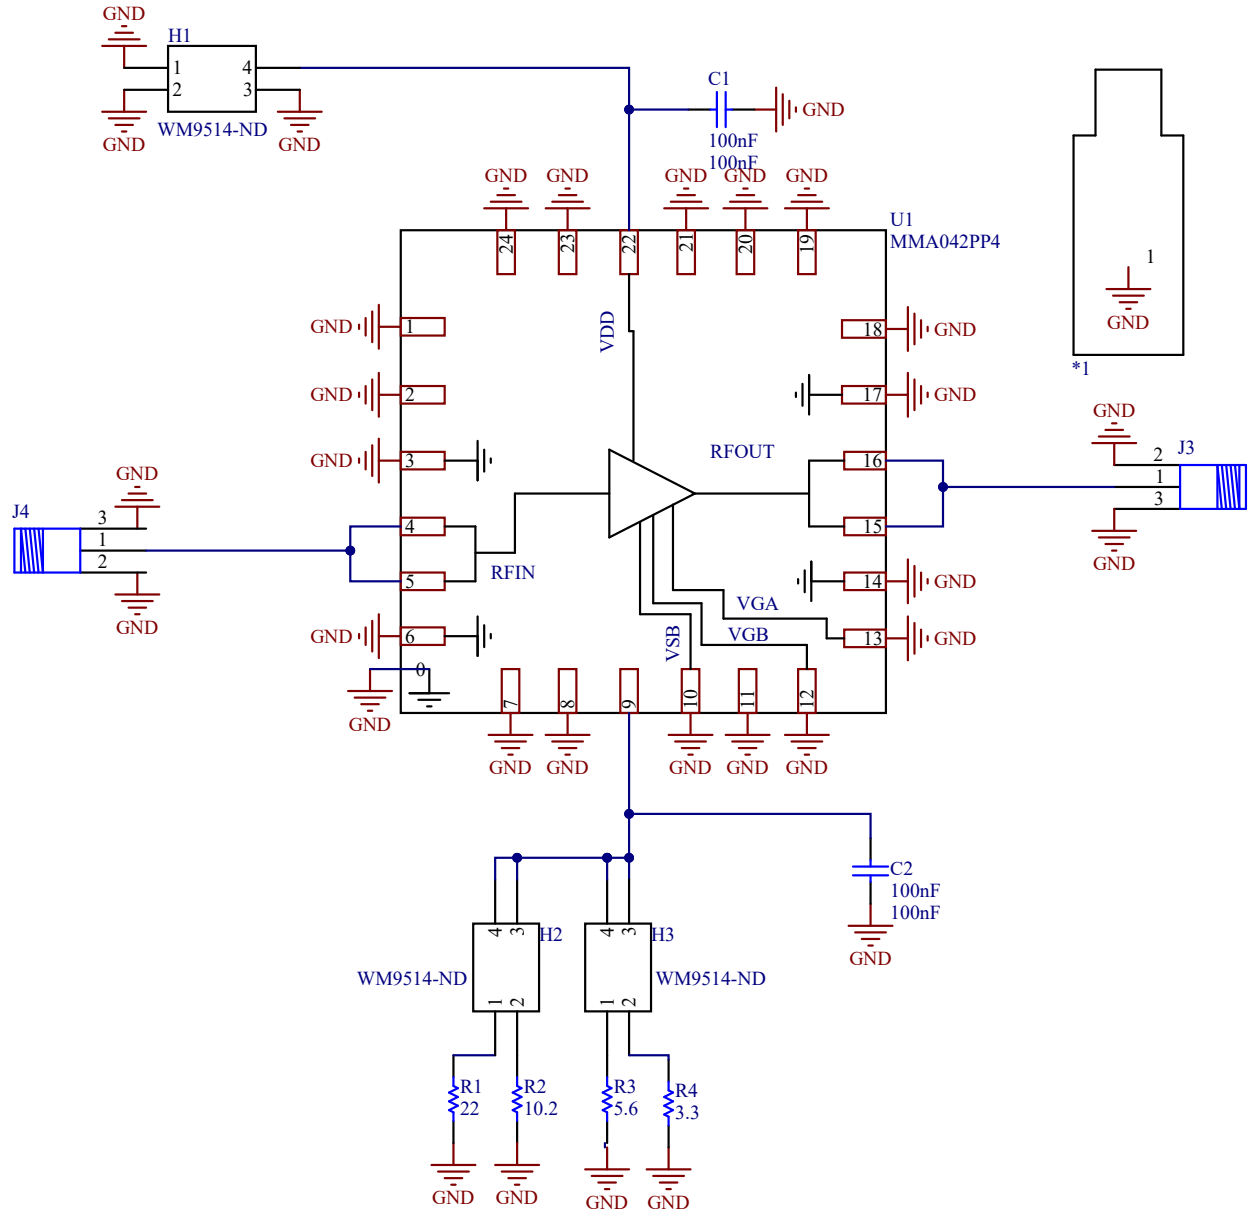 GND
H1
1
4
2
3
GND
GND
WM9514-ND
C1
GND
100nF
100nF
GND
GND
GND
GND
GND
U1
MMA042PP4
24
23
22
21
20
19
VDD
GND
1
18
GND
GND
2
17
GND
GND
3
RFOUT
16
1
GND
*1
GND
2
J3
1
3
GND
GND
J4
3
1
2
GND
4
15
RFIN
5
14
GND
VGA
GND
6
VSB
VGB
13
GND
0
GND
7
8
9
10
11
12
GND
GND
GND
GND
GND
C2
100nF
100nF
GND
4
3
H2
4
3
H3
WM9514-ND
WM9514-ND
1
2
1
2
R1
22
R2
10.2
R3
5.6
R4
3.3
GND
GND
GND
GND